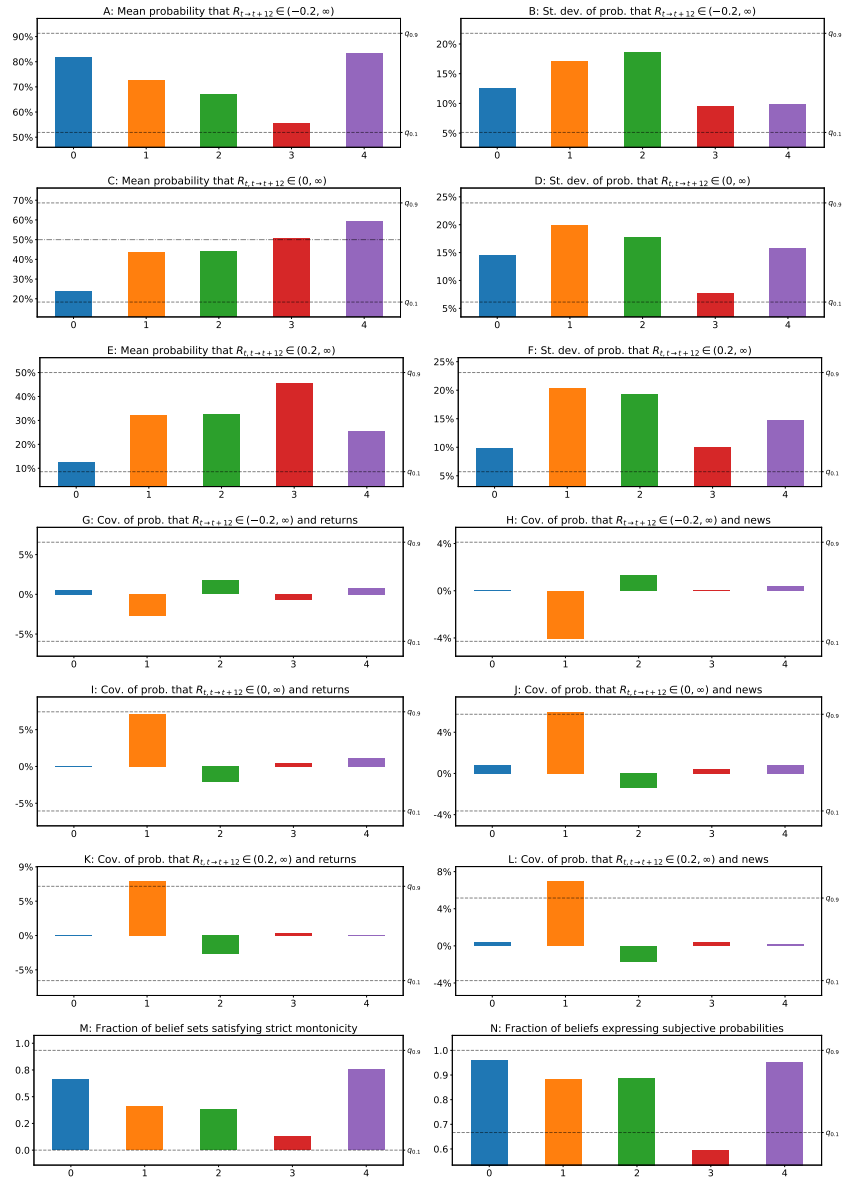 A: Mean probability that R_{t→t+12} ∈ (−0.2, ∞)
90%
80%
70%
60%
50%
q_{0.9}
q_{0.1}
0 1 2 3 4
B: St. dev. of prob. that R_{t→t+12} ∈ (−0.2, ∞)
20%
15%
10%
5%
q_{0.9}
q_{0.1}
0 1 2 3 4
C: Mean probability that R_{t, t→t+12} ∈ (0, ∞)
70%
60%
50%
40%
30%
20%
q_{0.9}
q_{0.1}
0 1 2 3 4
D: St. dev. of prob. that R_{t, t→t+12} ∈ (0, ∞)
25%
20%
15%
10%
5%
q_{0.9}
q_{0.1}
0 1 2 3 4
E: Mean probability that R_{t, t→t+12} ∈ (0.2, ∞)
50%
40%
30%
20%
10%
q_{0.9}
q_{0.1}
0 1 2 3 4
F: St. dev. of prob. that R_{t, t→t+12} ∈ (0.2, ∞)
25%
20%
15%
10%
5%
q_{0.9}
q_{0.1}
0 1 2 3 4
G: Cov. of prob. that R_{t→t+12} ∈ (−0.2, ∞) and returns
5%
0%
-5%
q_{0.9}
q_{0.1}
0 1 2 3 4
H: Cov. of prob. that R_{t→t+12} ∈ (−0.2, ∞) and news
4%
0%
-4%
q_{0.9}
q_{0.1}
0 1 2 3 4
I: Cov. of prob. that R_{t, t→t+12} ∈ (0, ∞) and returns
5%
0%
-5%
q_{0.9}
q_{0.1}
0 1 2 3 4
J: Cov. of prob. that R_{t, t→t+12} ∈ (0, ∞) and news
4%
0%
-4%
q_{0.9}
q_{0.1}
0 1 2 3 4
K: Cov. of prob. that R_{t, t→t+12} ∈ (0.2, ∞) and returns
9%
5%
0%
-5%
q_{0.9}
q_{0.1}
0 1 2 3 4
L: Cov. of prob. that R_{t, t→t+12} ∈ (0.2, ∞) and news
8%
4%
0%
-4%
q_{0.9}
q_{0.1}
0 1 2 3 4
M: Fraction of belief sets satisfying strict montonicity
1.0
0.8
0.5
0.2
0.0
q_{0.9}
q_{0.1}
0 1 2 3 4
N: Fraction of beliefs expressing subjective probabilities
1.0
0.9
0.8
0.7
0.6
q_{0.9}
q_{0.1}
0 1 2 3 4